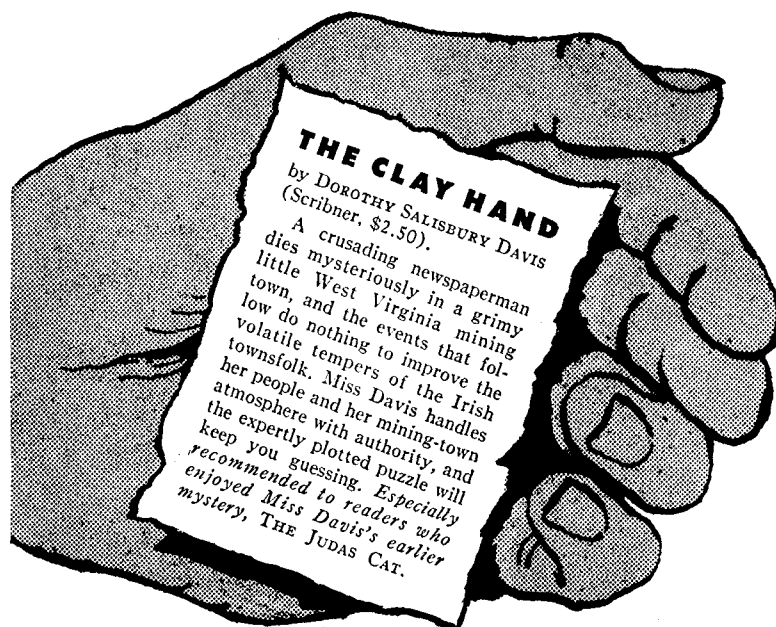 THE CLAY HAND
by DOROTHY SALISBURY DAVIS
(Scribner, $2.50).
A crusading newspaperman
dies mysteriously in a grimy
little West Virginia mining
town, and the events that fol-
low do nothing to improve the
volatile tempers of the Irish
townsfolk. Miss Davis handles
her people and her mining-town
atmosphere with authority, and
the expertly plotted puzzle will
keep you guessing. Especially
recommended to readers who
enjoyed Miss Davis's earlier
mystery, THE JUDAS CAT.